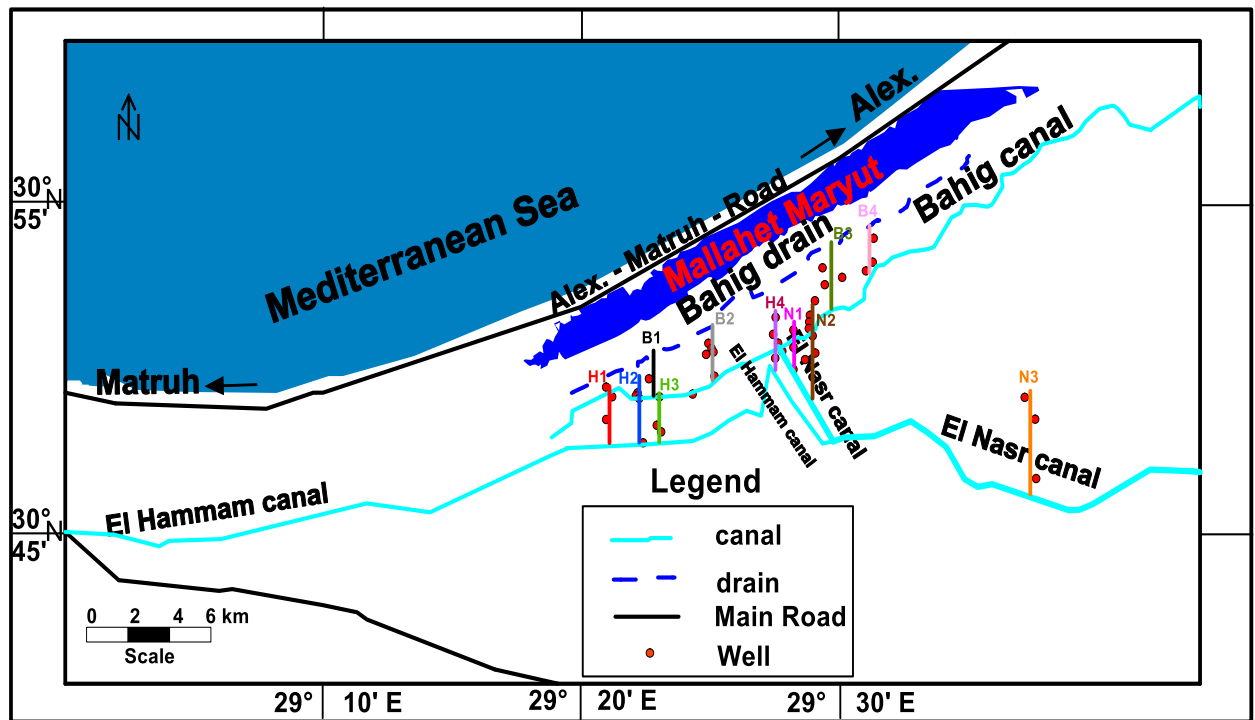 N
Alex.
Mediterranean Sea
Alex. - Matruh - Road
Mallahet Maryut
Bahig drain
Bahig canal
30° N
55'
B4
B3
H4
N1
N2
B2
B1
H1
H2
H3
N3
Matruh
El Hammam canal
El Nasr canal
El Nasr canal
El Hammam canal
30° N
45'
Legend
canal
drain
Main Road
Well
0 2 4 6 km
Scale
29° 10' E
29° 20' E
29° 30' E